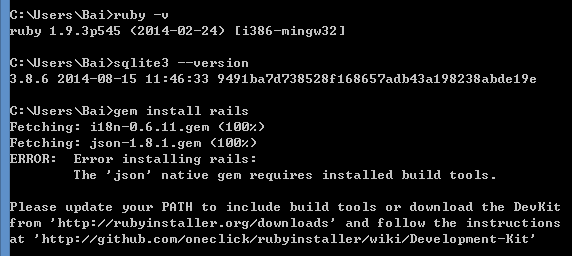 C:\Users\Bai>ruby -v
ruby 1.9.3p545 (2014-02-24) [i386-mingw32]
C:\Users\Bai>sqlite3 --version
3.8.6 2014-08-15 11:46:33 9491ba7d738528f168657adb43a198238abde19e
C:\Users\Bai>gem install rails
Fetching: i18n-0.6.11.gem (100%)
Fetching: json-1.8.1.gem (100%)
ERROR:  Error installing rails:
        The 'json' native gem requires installed build tools.
Please update your PATH to include build tools or download the DevKit
from 'http://rubyinstaller.org/downloads' and follow the instructions
at 'http://github.com/oneclick/rubyinstaller/wiki/Development-Kit'